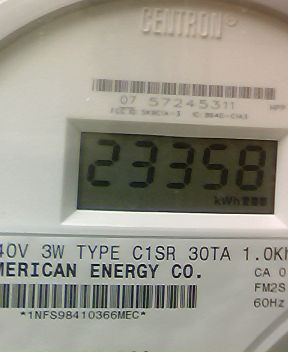 CENTRON
07 57245311
23358
kWh
40V 3W TYPE C1SR 30TA 1.0Kh
MERICAN ENERGY CO.
CA 0
FM2S
60Hz
*1NFS98410366MEC*